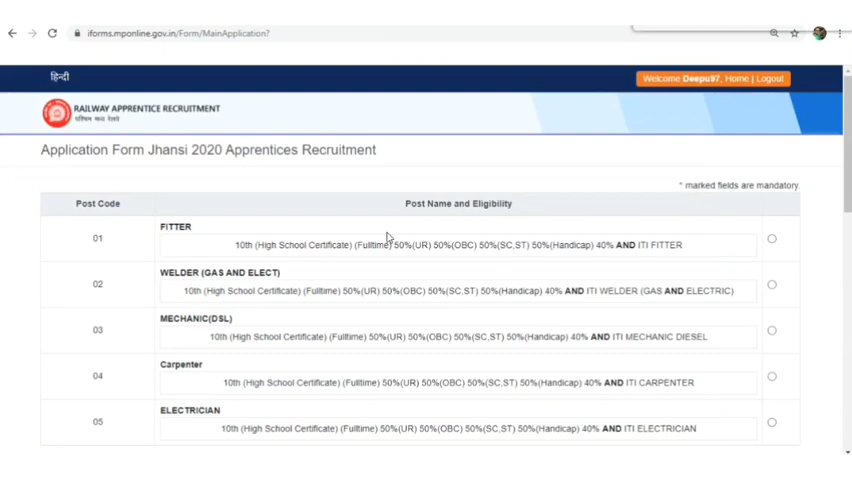 iforms.mponline.gov.in/Form/MainApplication?
हिन्दी
Welcome Deepu97, Home | Logout
RAILWAY APPRENTICE RECRUITMENT
पश्चिम मध्य रेलवे
Application Form Jhansi 2020 Apprentices Recruitment
* marked fields are mandatory.
Post Code Post Name and Eligibility
FITTER
01 10th (High School Certificate) (Fulltime) 50%(UR) 50%(OBC) 50%(SC,ST) 50%(Handicap) 40% AND ITI FITTER
WELDER (GAS AND ELECT)
02 10th (High School Certificate) (Fulltime) 50%(UR) 50%(OBC) 50%(SC,ST) 50%(Handicap) 40% AND ITI WELDER (GAS AND ELECTRIC)
MECHANIC(DSL)
03 10th (High School Certificate) (Fulltime) 50%(UR) 50%(OBC) 50%(SC,ST) 50%(Handicap) 40% AND ITI MECHANIC DIESEL
Carpenter
04 10th (High School Certificate) (Fulltime) 50%(UR) 50%(OBC) 50%(SC,ST) 50%(Handicap) 40% AND ITI CARPENTER
ELECTRICIAN
05 10th (High School Certificate) (Fulltime) 50%(UR) 50%(OBC) 50%(SC,ST) 50%(Handicap) 40% AND ITI ELECTRICIAN